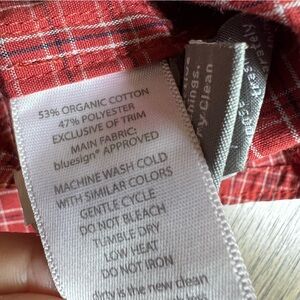 53% ORGANIC COTTON
47% POLYESTER
EXCLUSIVE OF TRIM
MAIN FABRIC:
bluesign® APPROVED
MACHINE WASH COLD
WITH SIMILAR COLORS
GENTLE CYCLE
DO NOT BLEACH
TUMBLE DRY
LOW HEAT
DO NOT IRON
dirty is the new clean
Clean